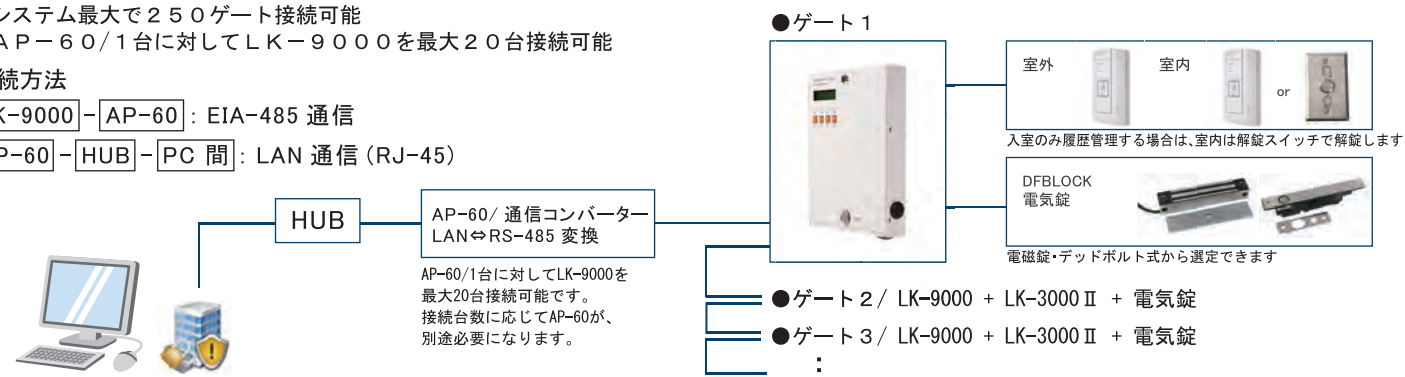 システム最大で２５０ゲート接続可能
ＡＰ－６０/１台に対してＬＫ－９０００を最大２０台接続可能
続方法
K-9000-AP-60: EIA-485 通信
P-60-HUB-PC 間: LAN 通信 (RJ-45)
HUB
AP-60/ 通信コンバーター
LAN⇔RS-485 変換
AP-60/1台に対してLK-9000を
最大20台接続可能です。
接続台数に応じてAP-60が、
別途必要になります。
●ゲート１
室外
室内
or
入室のみ履歴管理する場合は、室内は解錠スイッチで解錠します
DFBLOCK
電気錠
電磁錠・デッドボルト式から選定できます
●ゲート２/ LK-9000 + LK-3000Ⅱ + 電気錠
●ゲート３/ LK-9000 + LK-3000Ⅱ + 電気錠
：